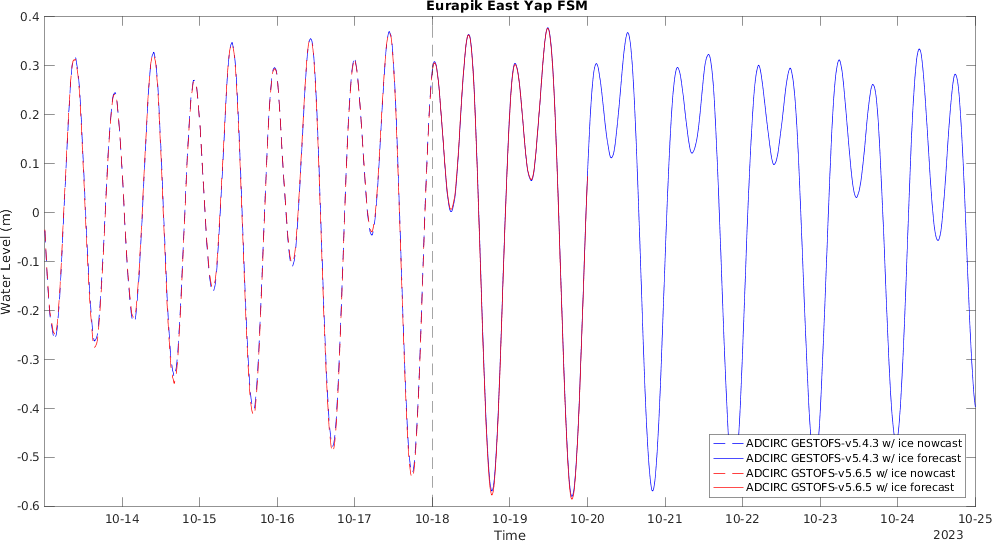 Eurapik East Yap FSM
Water Level (m)
0.4
0.3
0.2
0.1
0
-0.1
-0.2
-0.3
-0.4
-0.5
-0.6
ADCIRC GESTOFS-v5.4.3 w/ ice nowcast
ADCIRC GESTOFS-v5.4.3 w/ ice forecast
ADCIRC GSTOFS-v5.6.5 w/ ice nowcast
ADCIRC GSTOFS-v5.6.5 w/ ice forecast
10-14 10-15 10-16 10-17 10-18 10-19 10-20 10-21 10-22 10-23 10-24 10-25
Time
2023